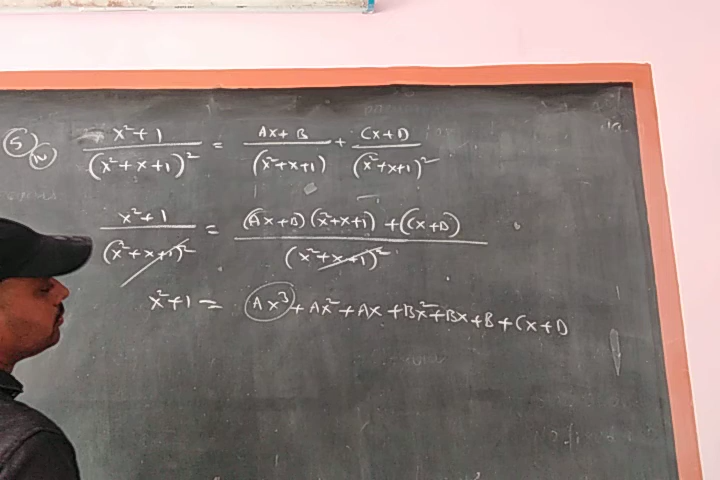 5) iv) (x²+1)/(x²+x+1)² = (Ax+B)/(x²+x+1) + (Cx+D)/(x²+x+1)²
(x²+1)/(x²+x+1)² = ((Ax+B)(x²+x+1)+(Cx+D))/(x²+x+1)²
x²+1 = Ax³+Ax²+Ax+Bx²+Bx+B+Cx+D